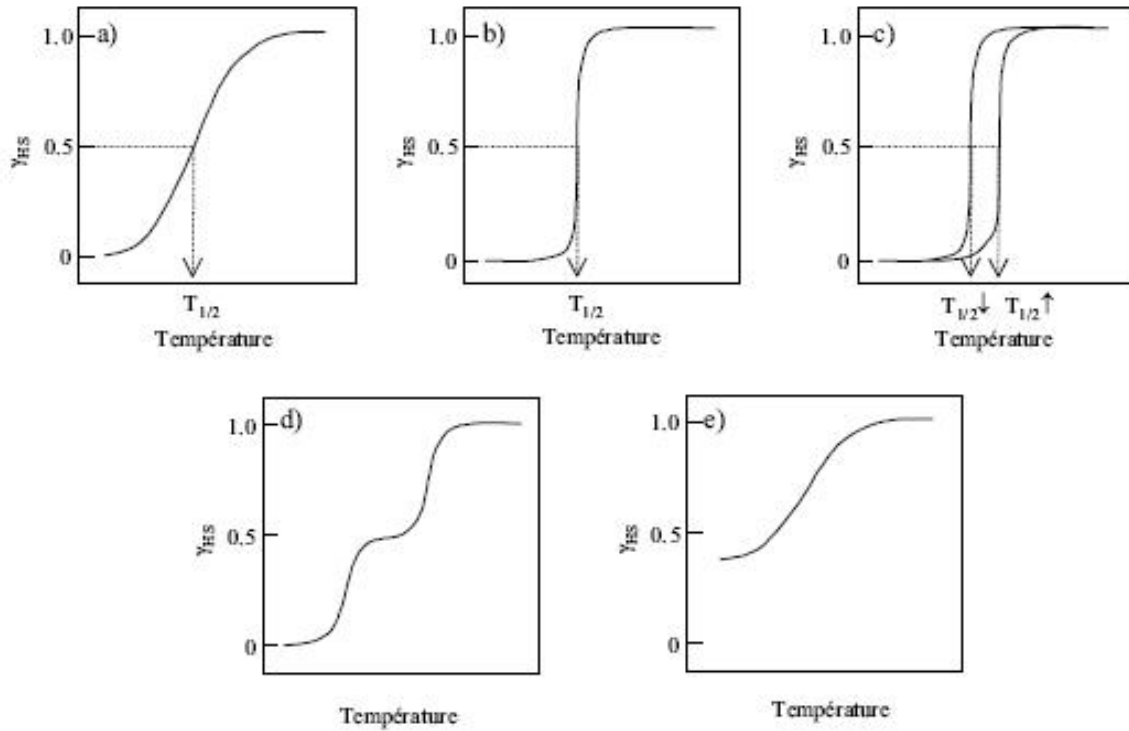 a)
1.0
0.5
0
γHS
T1/2
Température
b)
1.0
0.5
0
γHS
T1/2
Température
c)
1.0
0.5
0
γHS
T1/2↓ T1/2↑
Température
d)
1.0
0.5
0
γHS
Température
e)
1.0
0.5
0
γHS
Température